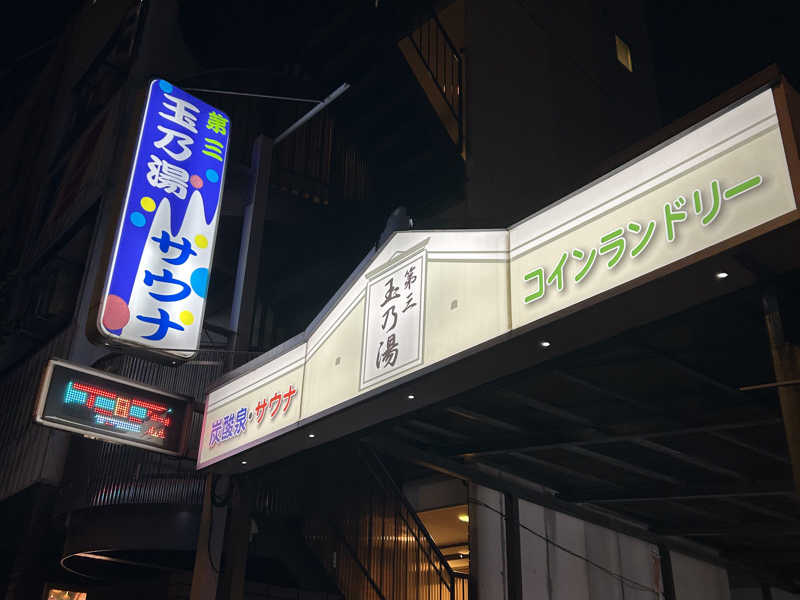 第三
玉乃湯
サウナ
炭酸泉・サウナ
第三
玉乃湯
コインランドリー